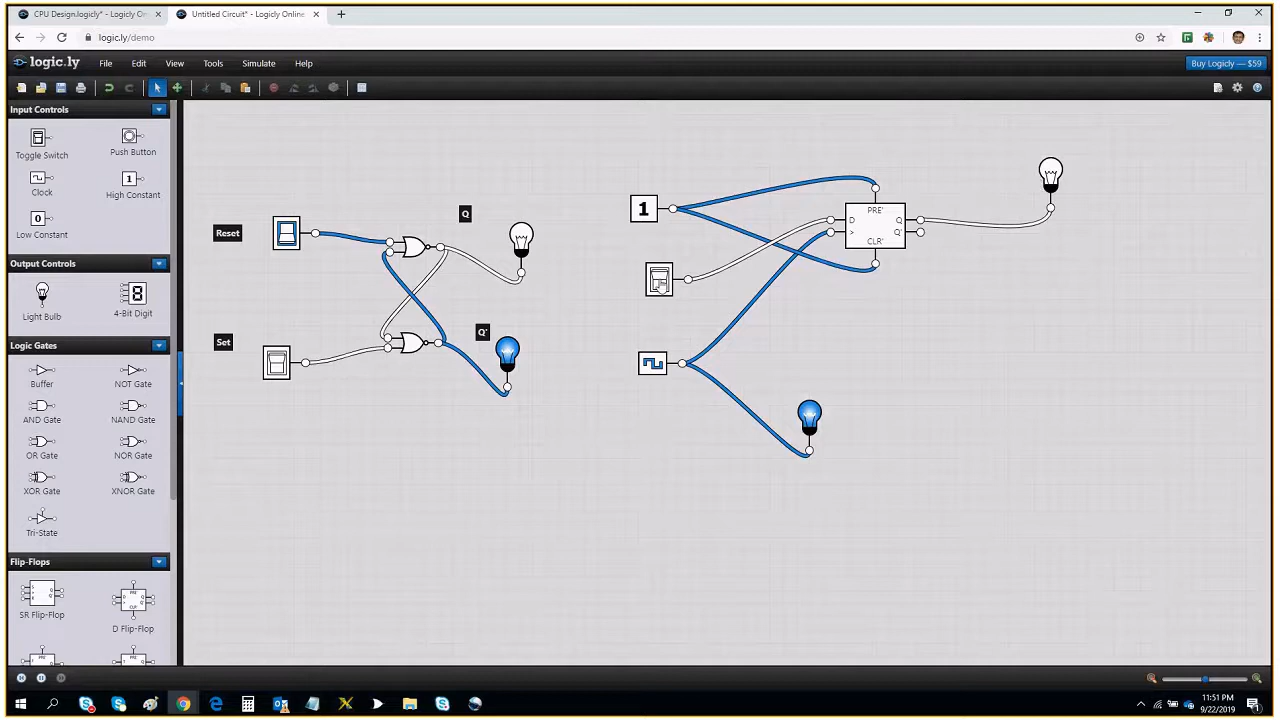 CPU Design.logicly* - Logicly On
Untitled Circuit* - Logicly Online
logic.ly/demo
logic.ly File Edit View Tools Simulate Help Buy Logicly — $59
Input Controls
Toggle Switch
Push Button
Clock
High Constant
1
Low Constant
0
Output Controls
Light Bulb
4-Bit Digit
8
Logic Gates
Buffer
NOT Gate
AND Gate
NAND Gate
OR Gate
NOR Gate
XOR Gate
XNOR Gate
Tri-State
Flip-Flops
SR Flip-Flop
D Flip-Flop
Reset
Q
Set
Q'
1
PRE'
D Q
> Q'
CLR'
11:51 PM
9/22/2019